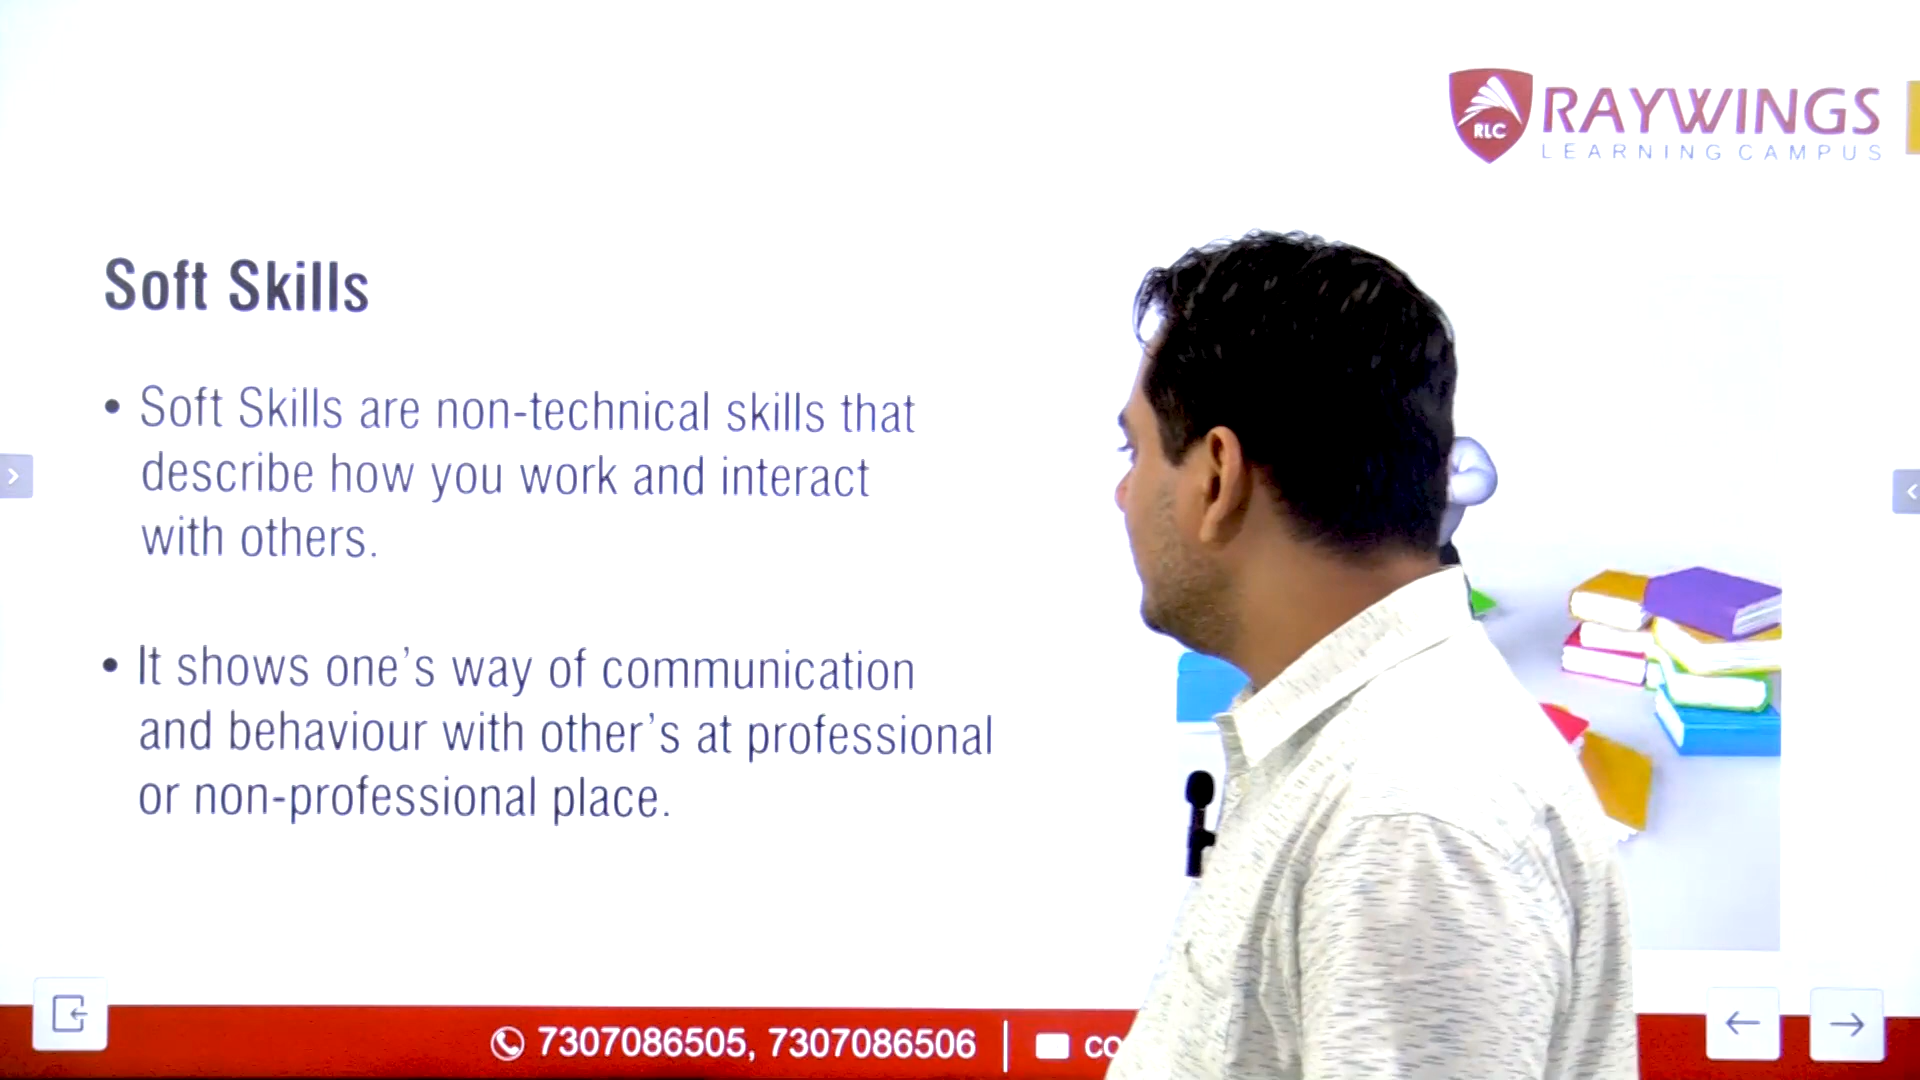 RLC
RAYWINGS
LEARNING CAMPUS
Soft Skills
• Soft Skills are non-technical skills that
describe how you work and interact
with others.
• It shows one's way of communication
and behaviour with other's at professional
or non-professional place.
7307086505, 7307086506